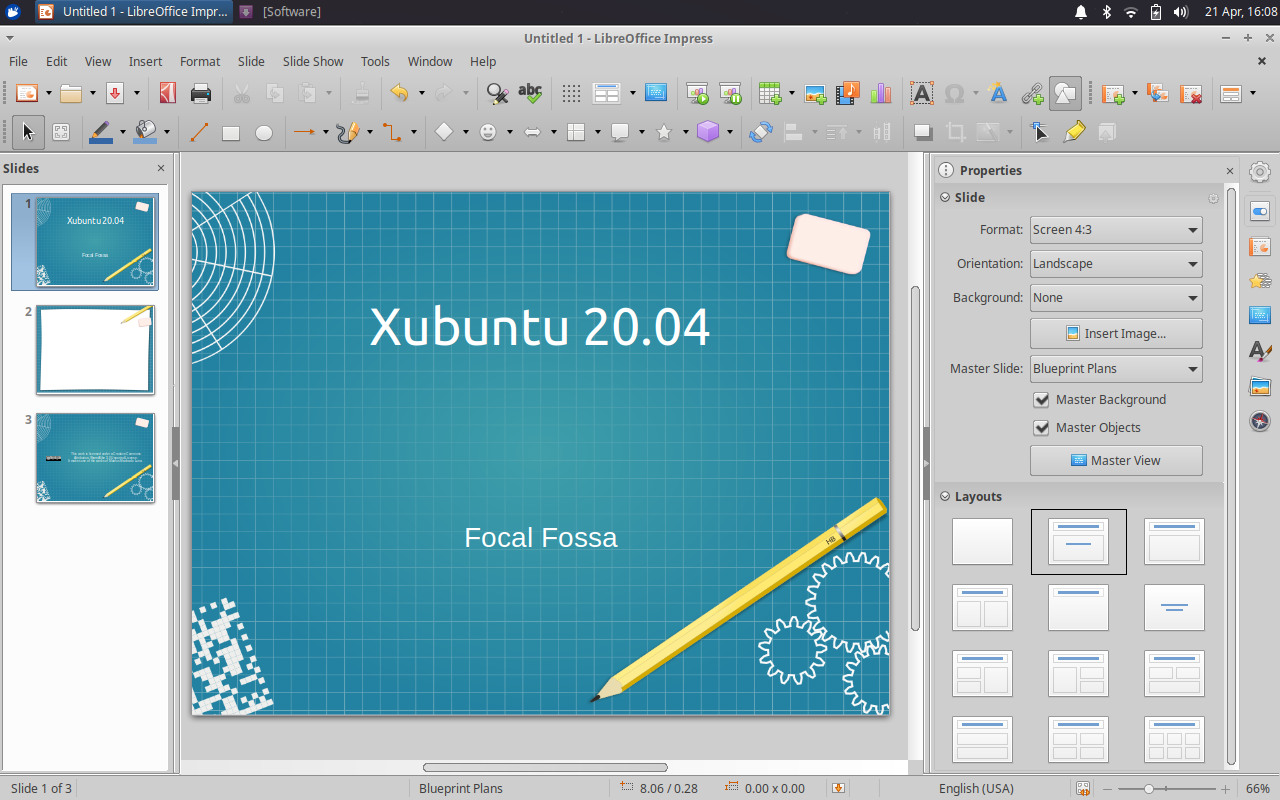 Untitled 1 - LibreOffice Impr...
[Software]
21 Apr, 16:08
Untitled 1 - LibreOffice Impress
File Edit View Insert Format Slide Slide Show Tools Window Help
Slides
Properties
1
Xubuntu 20.04
Focal Fossa
2
3
Xubuntu 20.04
Focal Fossa
HB
Slide
Format: Screen 4:3
Orientation: Landscape
Background: None
Insert Image...
Master Slide: Blueprint Plans
Master Background
Master Objects
Master View
Layouts
Slide 1 of 3
Blueprint Plans
8.06 / 0.28
0.00 x 0.00
English (USA)
66%